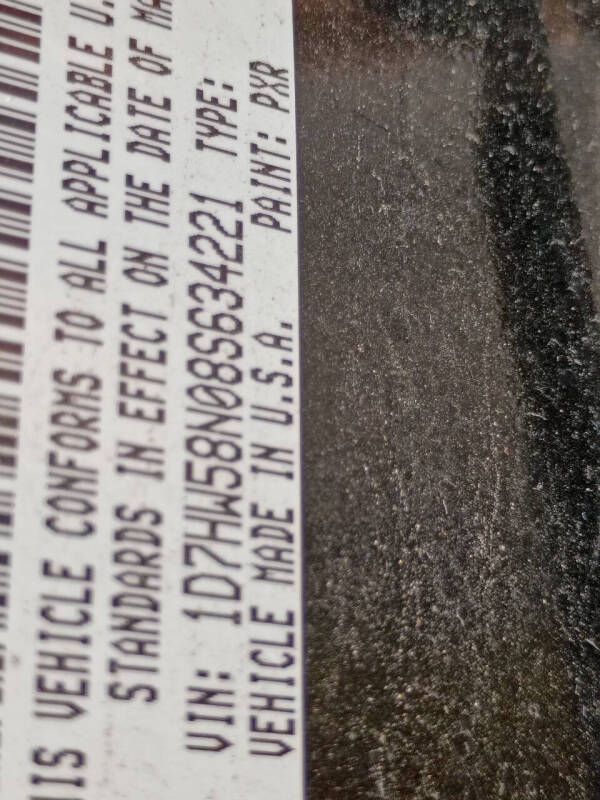 HIS VEHICLE CONFORMS TO ALL APPLICABLE U.
STANDARDS IN EFFECT ON THE DATE OF MA
VIN: 1D7HW58N08S634221 TYPE:
VEHICLE MADE IN U.S.A. PAINT: PXR